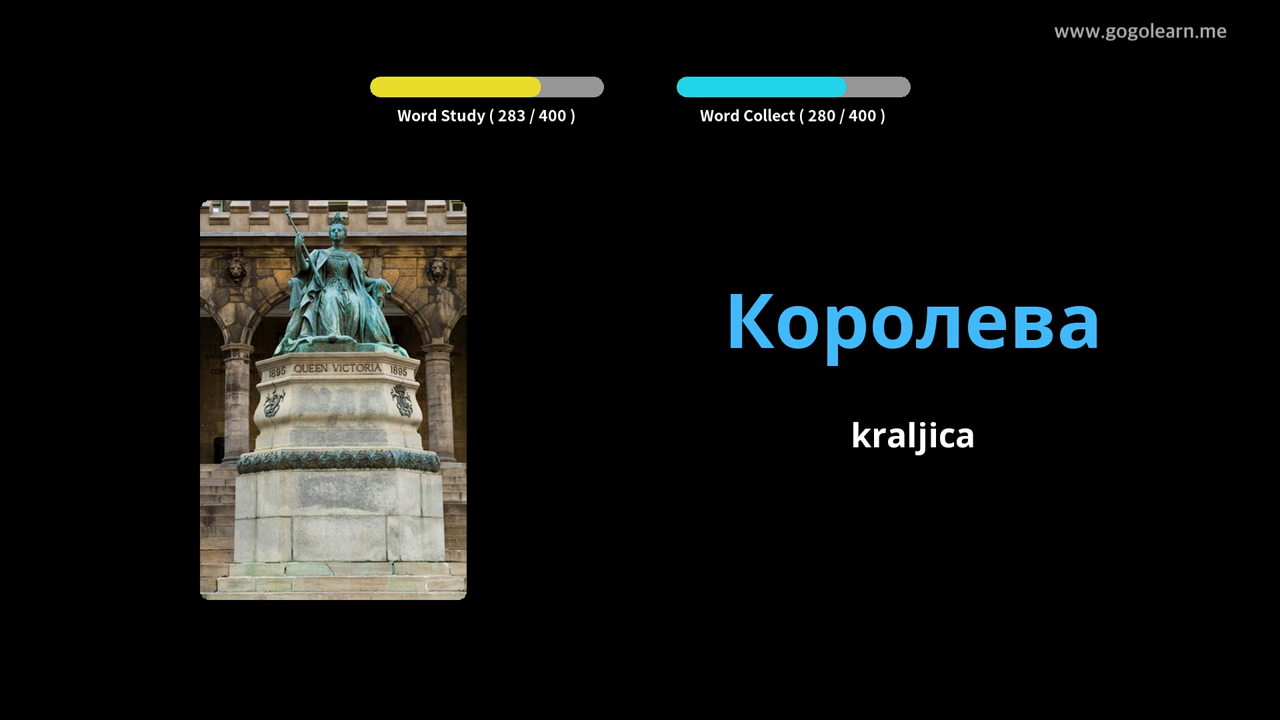 www.gogolearn.me
Word Study ( 283 / 400 )
Word Collect ( 280 / 400 )
1895 QUEEN VICTORIA 1895
Королева
kraljica